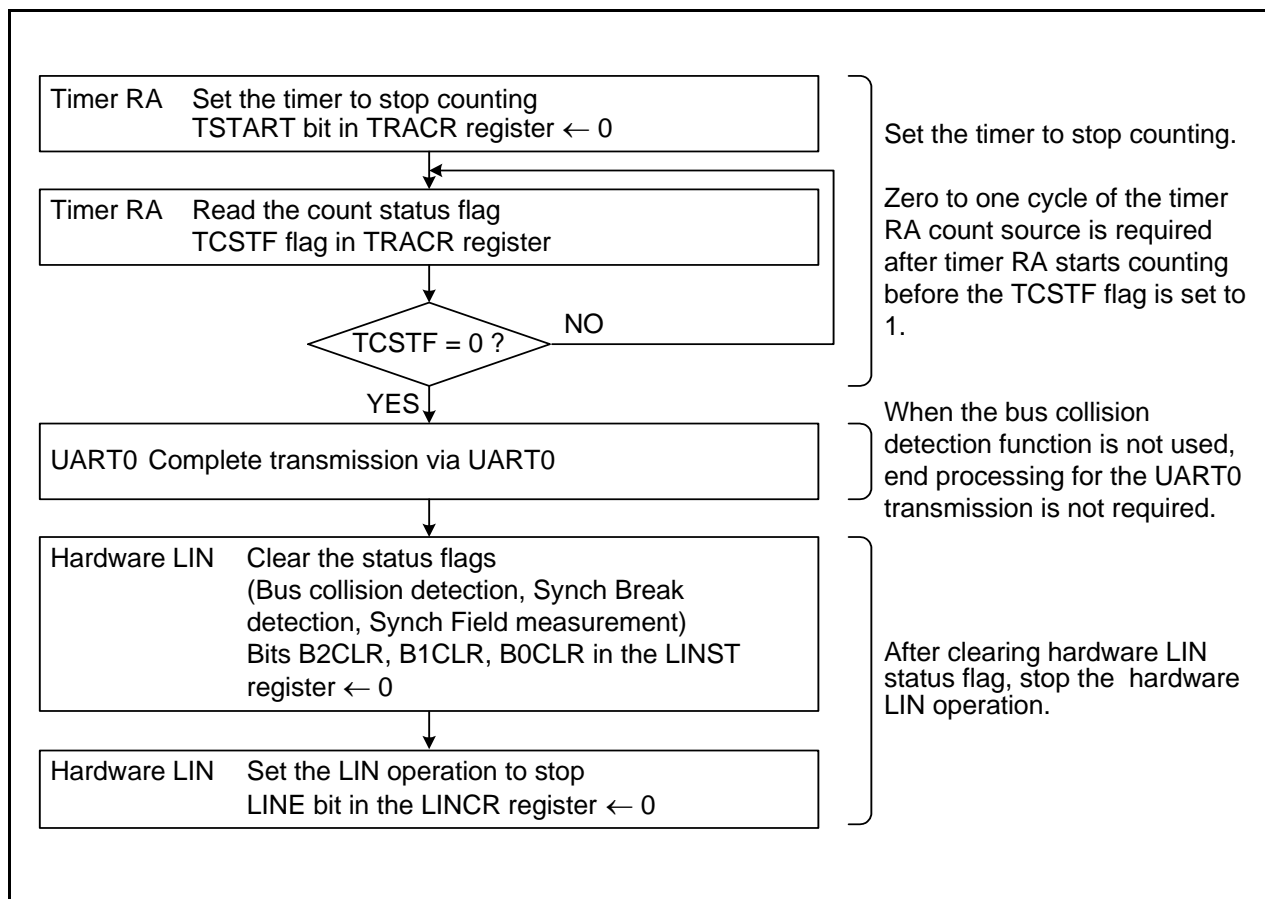 Timer RA Set the timer to stop counting
TSTART bit in TRACR register ← 0
Set the timer to stop counting.
Timer RA Read the count status flag
TCSTF flag in TRACR register
Zero to one cycle of the timer
RA count source is required
after timer RA starts counting
before the TCSTF flag is set to
1.
TCSTF = 0 ?
NO
YES
UART0 Complete transmission via UART0
When the bus collision
detection function is not used,
end processing for the UART0
transmission is not required.
Hardware LIN Clear the status flags
(Bus collision detection, Synch Break
detection, Synch Field measurement)
Bits B2CLR, B1CLR, B0CLR in the LINST
register ← 0
After clearing hardware LIN
status flag, stop the hardware
LIN operation.
Hardware LIN Set the LIN operation to stop
LINE bit in the LINCR register ← 0